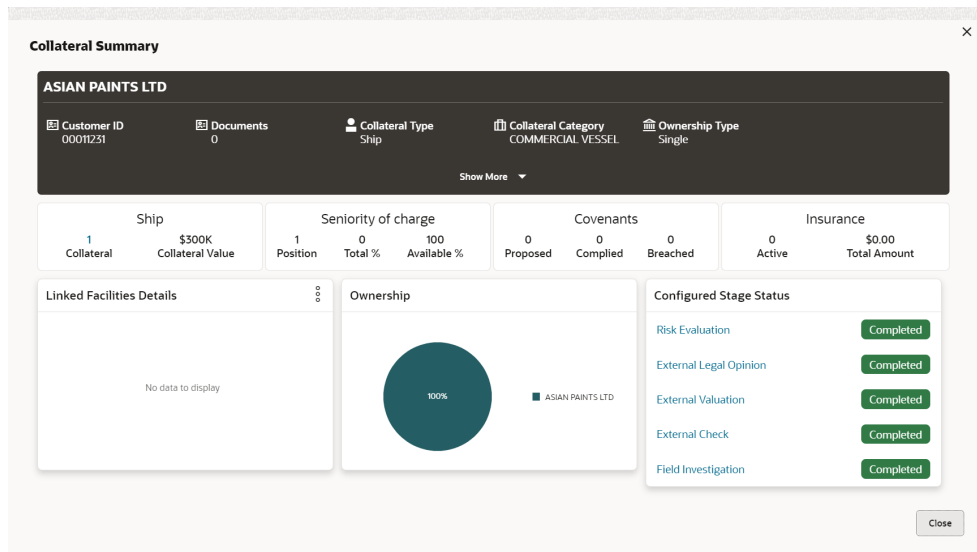 Collateral Summary
ASIAN PAINTS LTD
Customer ID Documents Collateral Type Collateral Category Ownership Type
00011231 0 Ship COMMERCIAL VESSEL Single
Show More
Ship Seniority of charge Covenants Insurance
1 $300K 1 0 100 0 0 0 0 $0.00
Collateral Collateral Value Position Total % Available % Proposed Complied Breached Active Total Amount
Linked Facilities Details
No data to display
Ownership
100%
ASIAN PAINTS LTD
Configured Stage Status
Risk Evaluation Completed
External Legal Opinion Completed
External Valuation Completed
External Check Completed
Field Investigation Completed
Close